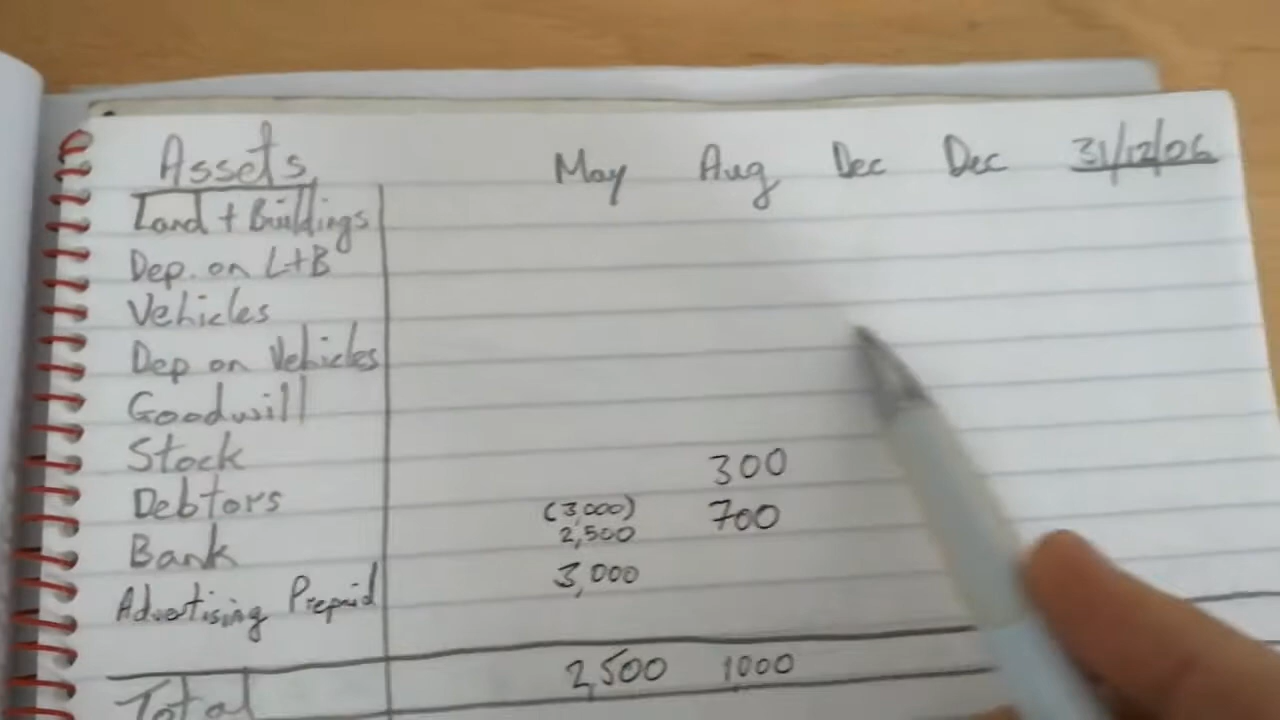 Assets May Aug Dec Dec 31/12/06
Land + Buildings
Dep. on L+B
Vehicles
Dep on Vehicles
Goodwill
Stock 300
Debtors (3,000) 700
2,500
Bank 3,000
Advertising Prepaid
2,500 1000
Total